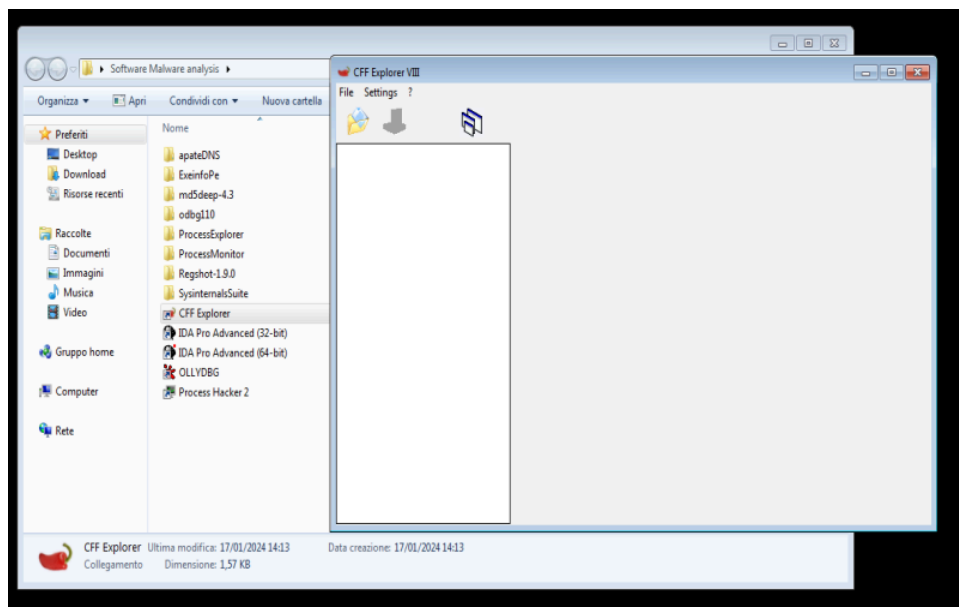 Software Malware analysis
CFF Explorer VIII
File Settings ?
Organizza Apri Condividi con Nuova cartella
Preferiti
Desktop
Download
Risorse recenti
Raccolte
Documenti
Immagini
Musica
Video
Gruppo home
Computer
Rete
Nome
apateDNS
ExeinfoPe
md5deep-4.3
odbg110
ProcessExplorer
ProcessMonitor
Regshot-1.9.0
SysinternalsSuite
CFF Explorer
IDA Pro Advanced (32-bit)
IDA Pro Advanced (64-bit)
OLLYDBG
Process Hacker 2
CFF Explorer Ultima modifica: 17/01/2024 14:13 Data creazione: 17/01/2024 14:13
Collegamento Dimensione: 1,57 KB